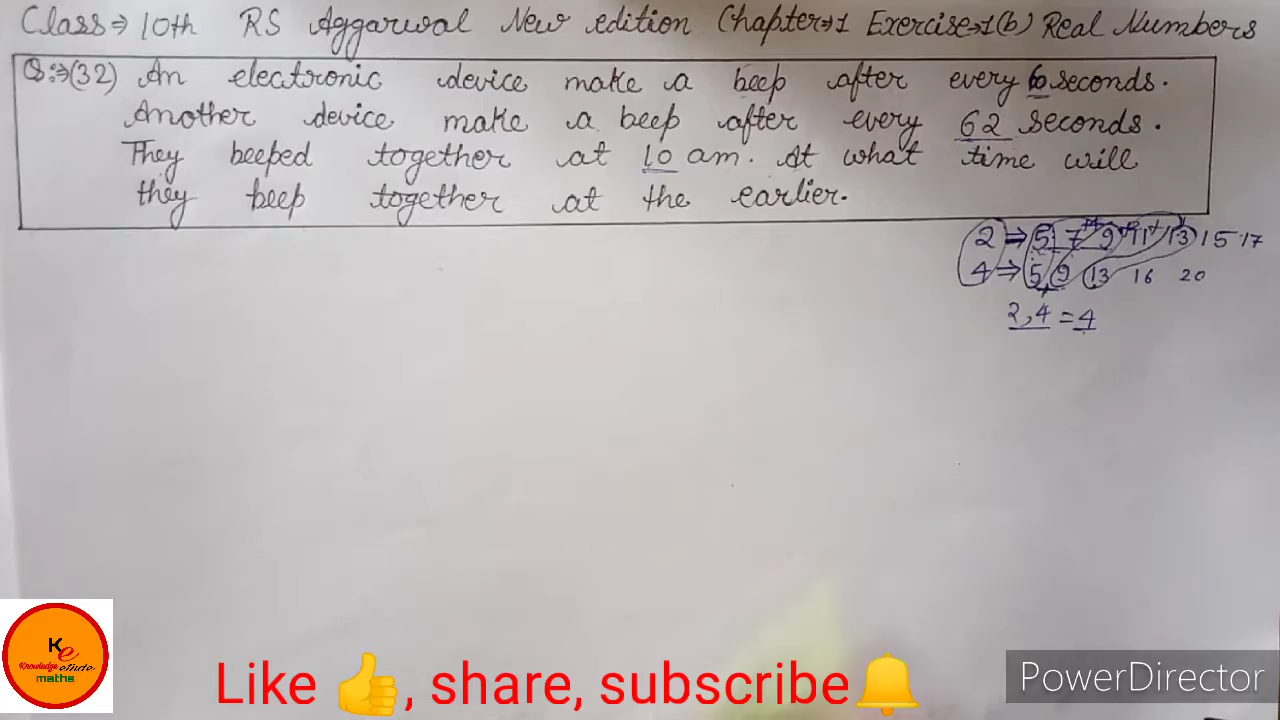 Class → 10th RS Aggarwal New edition Chapter→1 Exercise→1(b) Real Numbers
Q:→(32) An electronic device make a beep after every 60 seconds.
Another device make a beep after every 62 seconds.
They beeped together at 10 am. At what time will
they beep together at the earlier.
2 ⇒ 5 7 9 11 13 15 17
4 ⇒ 5 9 13 16 20
2,4 = 4
Ke
Knowledge etude
maths
Like 👍, share, subscribe🔔
PowerDirector